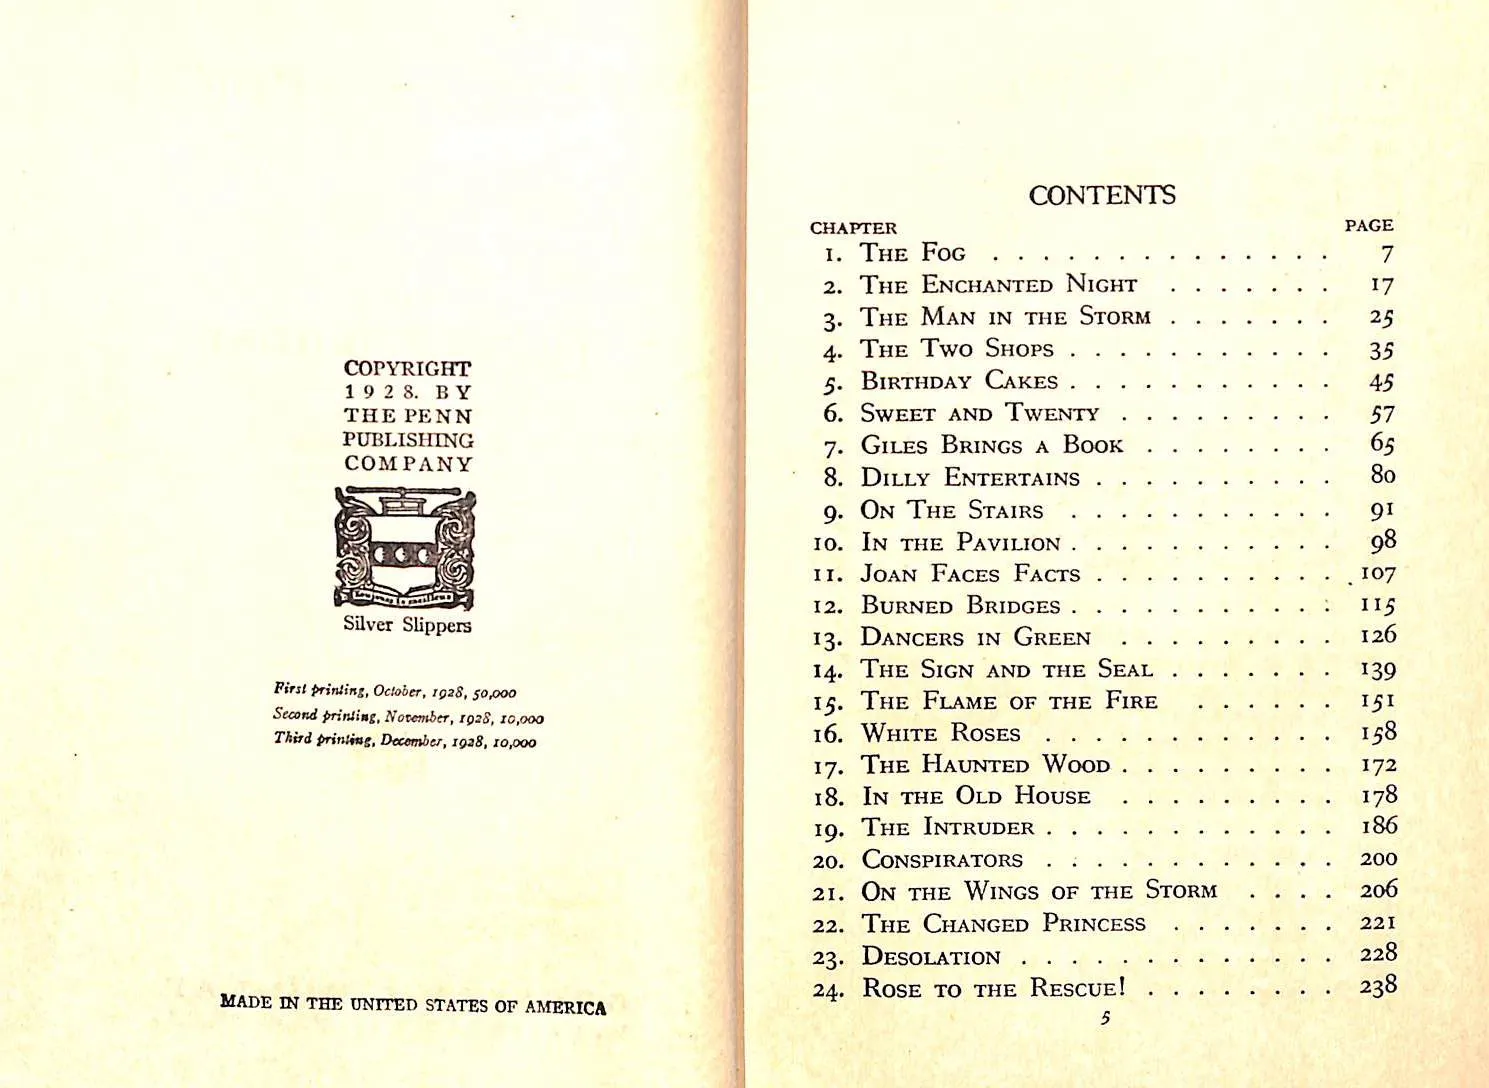 COPYRIGHT
1928. BY
THE PENN
PUBLISHING
COMPANY
Toujours le meilleur
Silver Slippers
First printing, October, 1928, 50,000
Second printing, November, 1928, 10,000
Third printing, December, 1928, 10,000
MADE IN THE UNITED STATES OF AMERICA
CONTENTS
CHAPTER PAGE
1. THE FOG . . . . . . . . . . . . . . 7
2. THE ENCHANTED NIGHT . . . . . . . 17
3. THE MAN IN THE STORM . . . . . . . 25
4. THE TWO SHOPS . . . . . . . . . . . 35
5. BIRTHDAY CAKES . . . . . . . . . . . 45
6. SWEET AND TWENTY . . . . . . . . . 57
7. GILES BRINGS A BOOK . . . . . . . . 65
8. DILLY ENTERTAINS . . . . . . . . . . 80
9. ON THE STAIRS . . . . . . . . . . . 91
10. IN THE PAVILION . . . . . . . . . . . 98
11. JOAN FACES FACTS . . . . . . . . . . 107
12. BURNED BRIDGES . . . . . . . . . . . 115
13. DANCERS IN GREEN . . . . . . . . . 126
14. THE SIGN AND THE SEAL . . . . . . . 139
15. THE FLAME OF THE FIRE . . . . . . 151
16. WHITE ROSES . . . . . . . . . . . . 158
17. THE HAUNTED WOOD . . . . . . . . . 172
18. IN THE OLD HOUSE . . . . . . . . . 178
19. THE INTRUDER . . . . . . . . . . . . 186
20. CONSPIRATORS . . . . . . . . . . . . 200
21. ON THE WINGS OF THE STORM . . . . 206
22. THE CHANGED PRINCESS . . . . . . . 221
23. DESOLATION . . . . . . . . . . . . . 228
24. ROSE TO THE RESCUE! . . . . . . . . 238
5